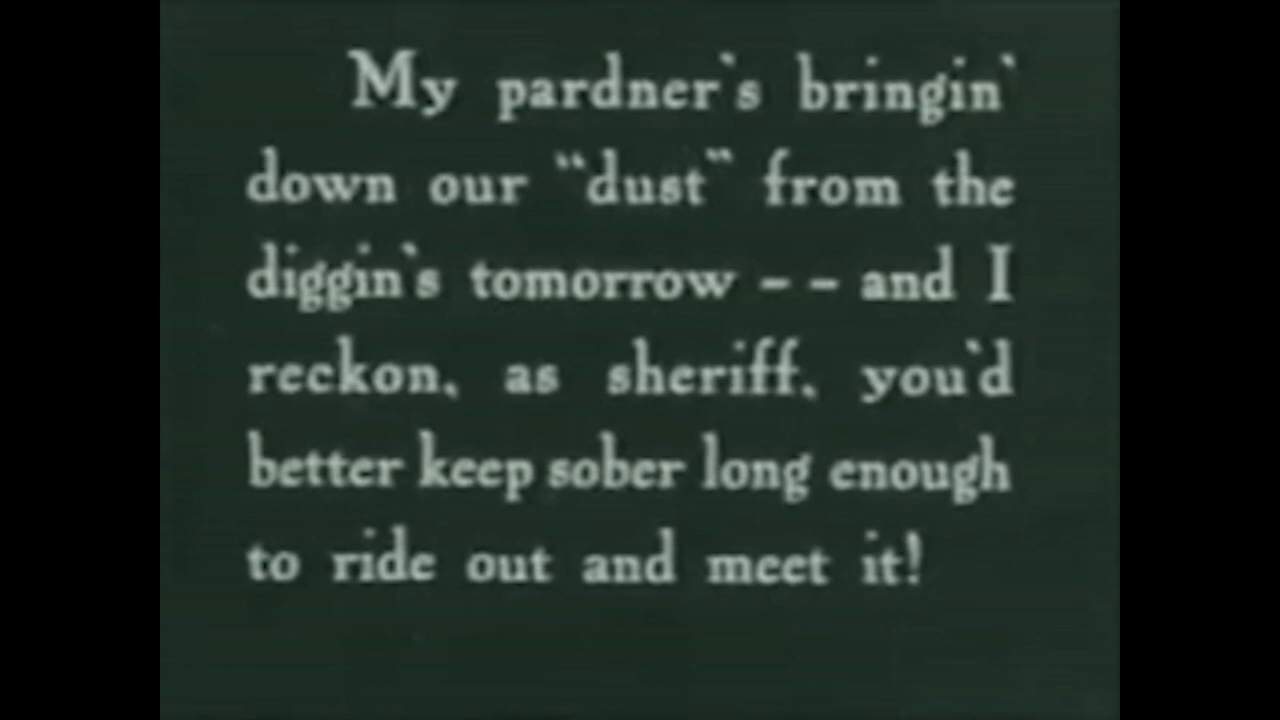 My pardner`s bringin`
down our "dust" from the
diggin`s tomorrow - - and I
reckon, as sheriff, you`d
better keep sober long enough
to ride out and meet it!